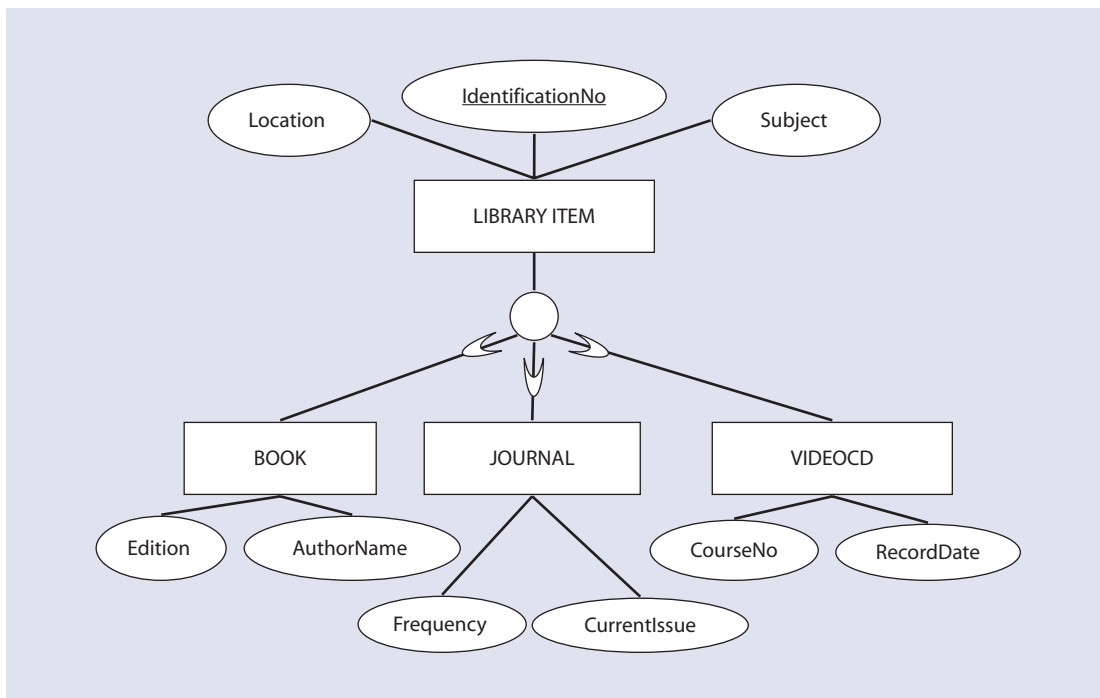 IdentificationNo
Location
Subject
LIBRARY ITEM
BOOK
JOURNAL
VIDEOCD
Edition
AuthorName
CourseNo
RecordDate
Frequency
CurrentIssue